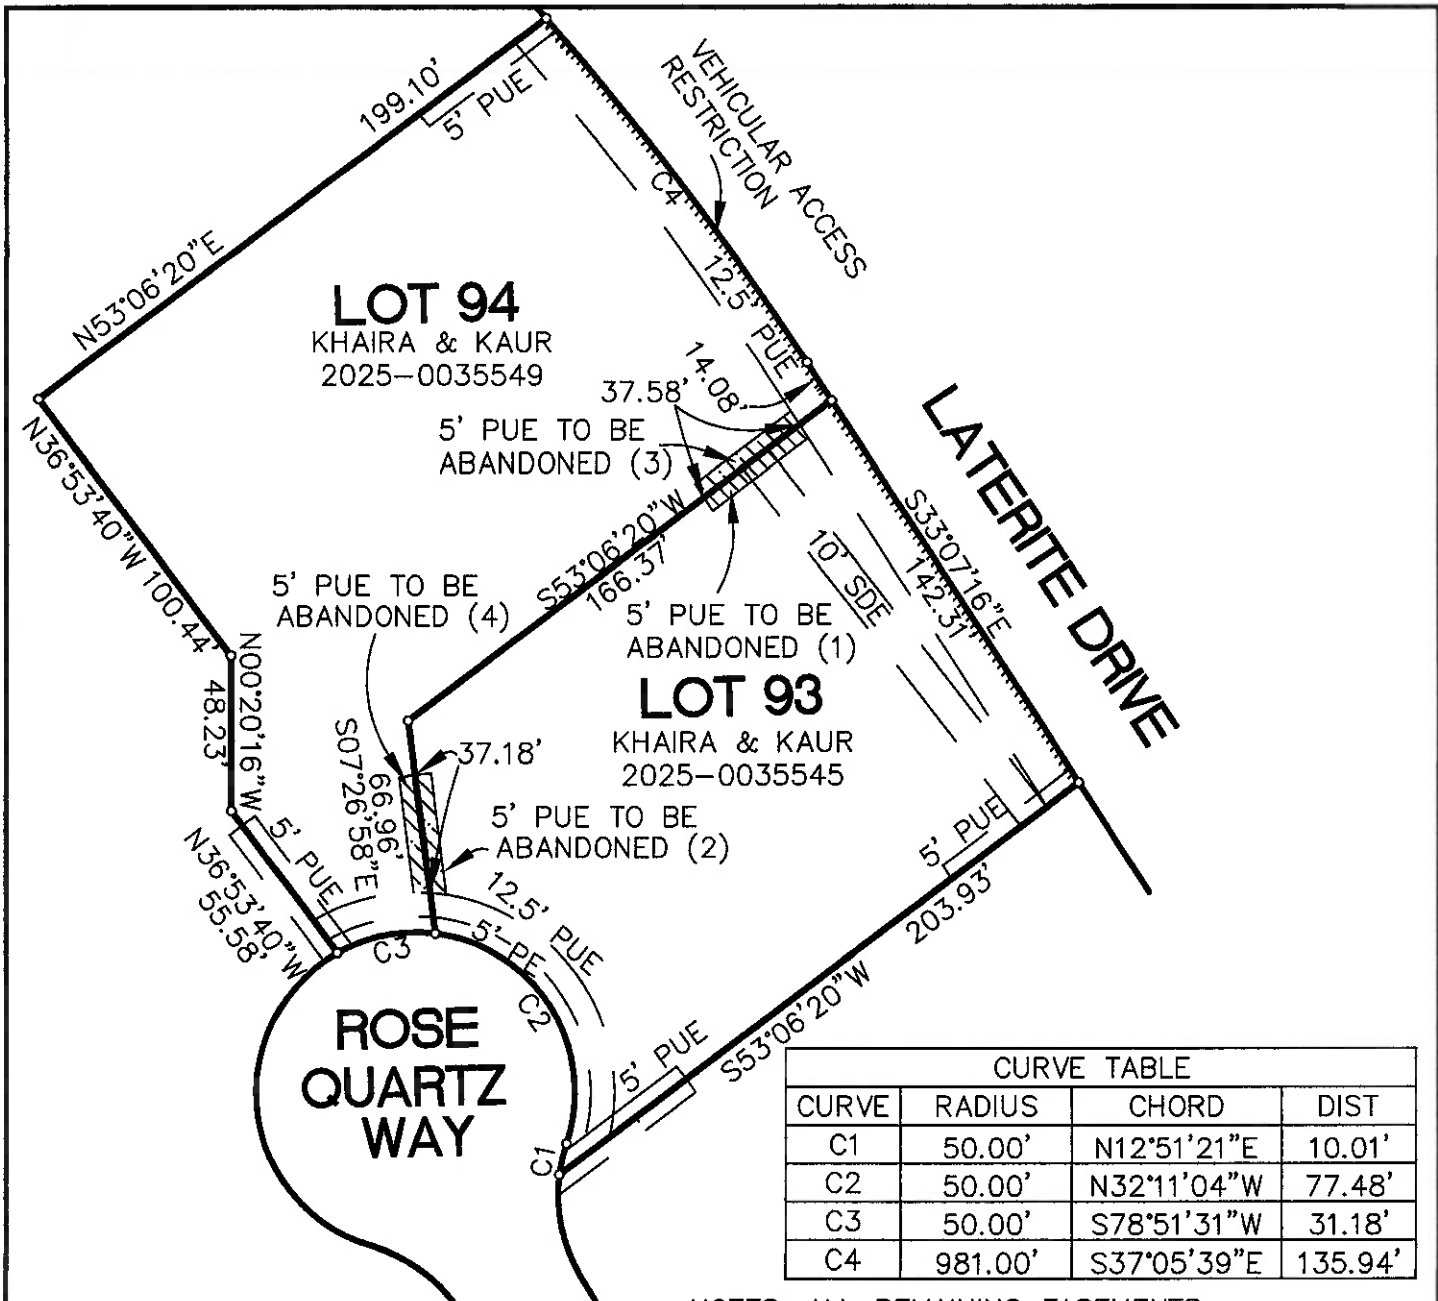 199.10'
5' PUE
VEHICULAR ACCESS
RESTRICTION
C4
N53°06'20"E
12.5' PUE
LOT 94
KHAIRA & KAUR
2025-0035549
14.08'
37.58'
5' PUE TO BE
ABANDONED (3)
N36°53'40"W 100.44'
LATERITE DRIVE
S53°06'20"W
166.37'
S33°07'16"E
142.31'
10' SDE
5' PUE TO BE
ABANDONED (4)
5' PUE TO BE
ABANDONED (1)
N00°20'16"W
48.23'
LOT 93
KHAIRA & KAUR
2025-0035545
S07°26'58"E
66.96'
37.18'
5' PUE TO BE
ABANDONED (2)
5' PUE
N36°53'40"W
55.58'
5' PUE
203.93'
12.5' PUE
5' PE
C3
C2
S53°06'20"W
5' PUE
C1
ROSE
QUARTZ
WAY
CURVE TABLE
CURVE RADIUS CHORD DIST
C1 50.00' N12°51'21"E 10.01'
C2 50.00' N32°11'04"W 77.48'
C3 50.00' S78°51'31"W 31.18'
C4 981.00' S37°05'39"E 135.94'